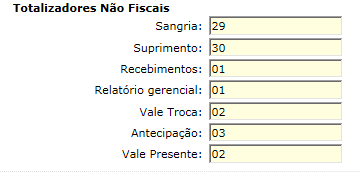 Totalizadores Não Fiscais
Sangria: 29
Suprimento: 30
Recebimentos: 01
Relatório gerencial: 01
Vale Troca: 02
Antecipação: 03
Vale Presente: 02